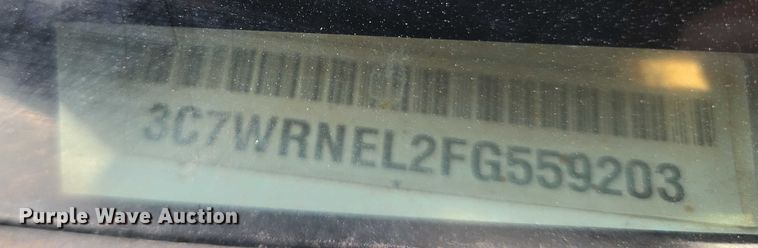 3C7WRNEL2FG559203
Purple Wave Auction